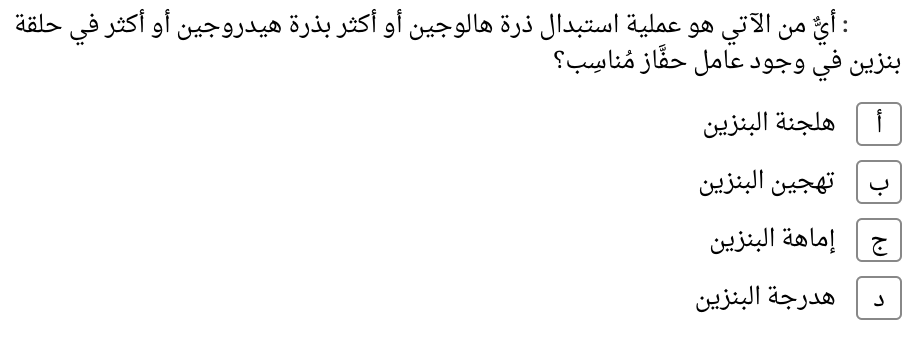 : أيٌّ من الآتي هو عملية استبدال ذرة هالوجين أو أكثر بذرة هيدروجين أو أكثر في حلقة
بنزين في وجود عامل حفَّاز مُناسِب؟
أ هلجنة البنزين
ب تهجين البنزين
ج إماهة البنزين
د هدرجة البنزين